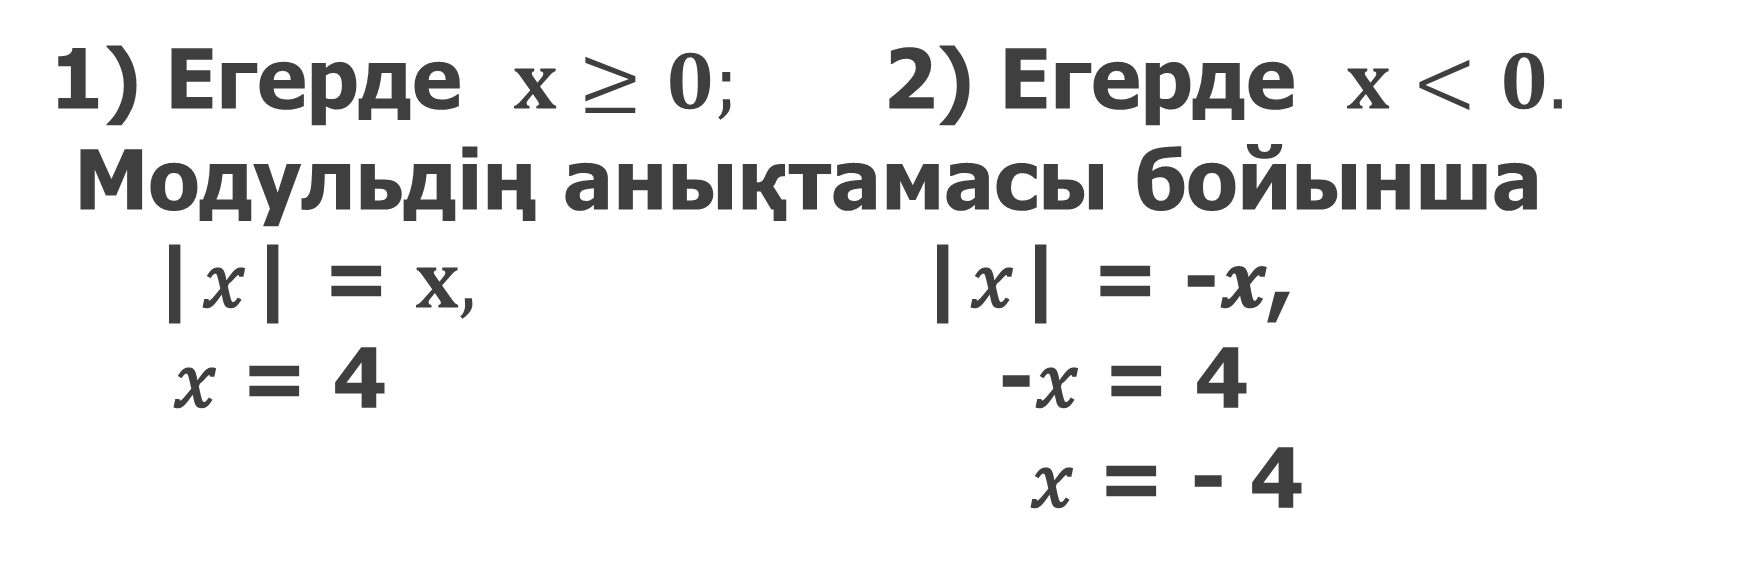 1) Егерде x ≥ 0; 2) Егерде x < 0.
Модульдің анықтамасы бойынша
|x| = x, |x| = -x,
x = 4 -x = 4
x = - 4